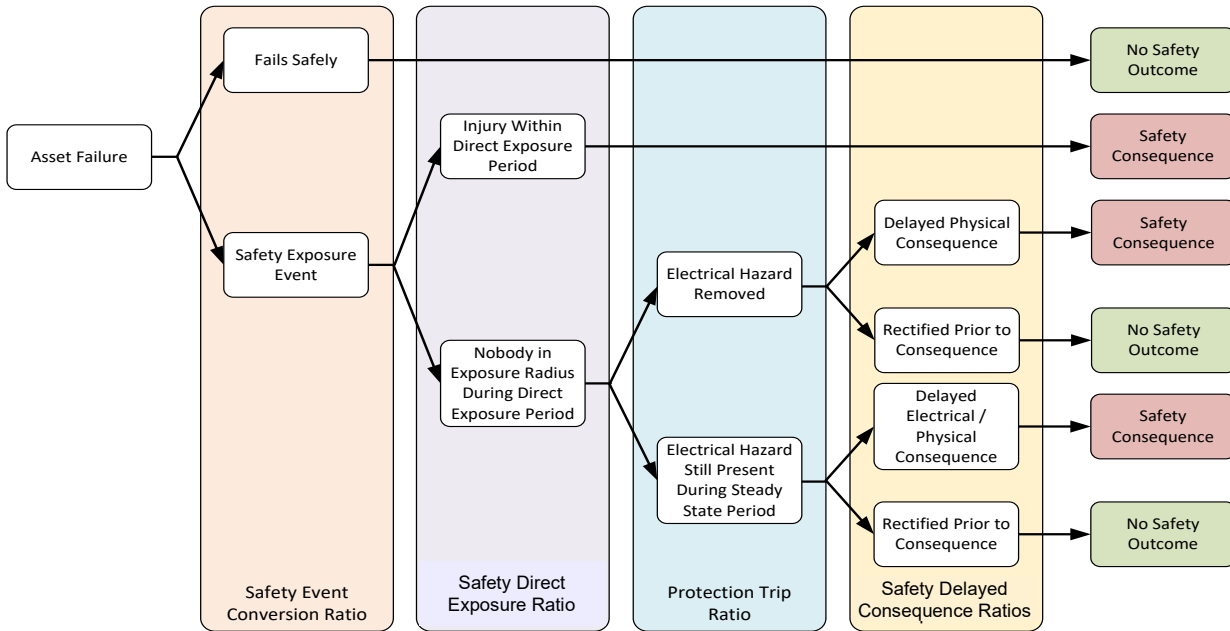 Asset Failure
Fails Safely
Safety Exposure
Event
Safety Event
Conversion Ratio
Injury Within
Direct Exposure
Period
Nobody in
Exposure Radius
During Direct
Exposure Period
Safety Direct
Exposure Ratio
Electrical Hazard
Removed
Electrical Hazard
Still Present
During Steady
State Period
Protection Trip
Ratio
Delayed Physical
Consequence
Rectified Prior to
Consequence
Delayed
Electrical /
Physical
Consequence
Rectified Prior to
Consequence
Safety Delayed
Consequence Ratios
No Safety
Outcome
Safety
Consequence
Safety
Consequence
No Safety
Outcome
Safety
Consequence
No Safety
Outcome